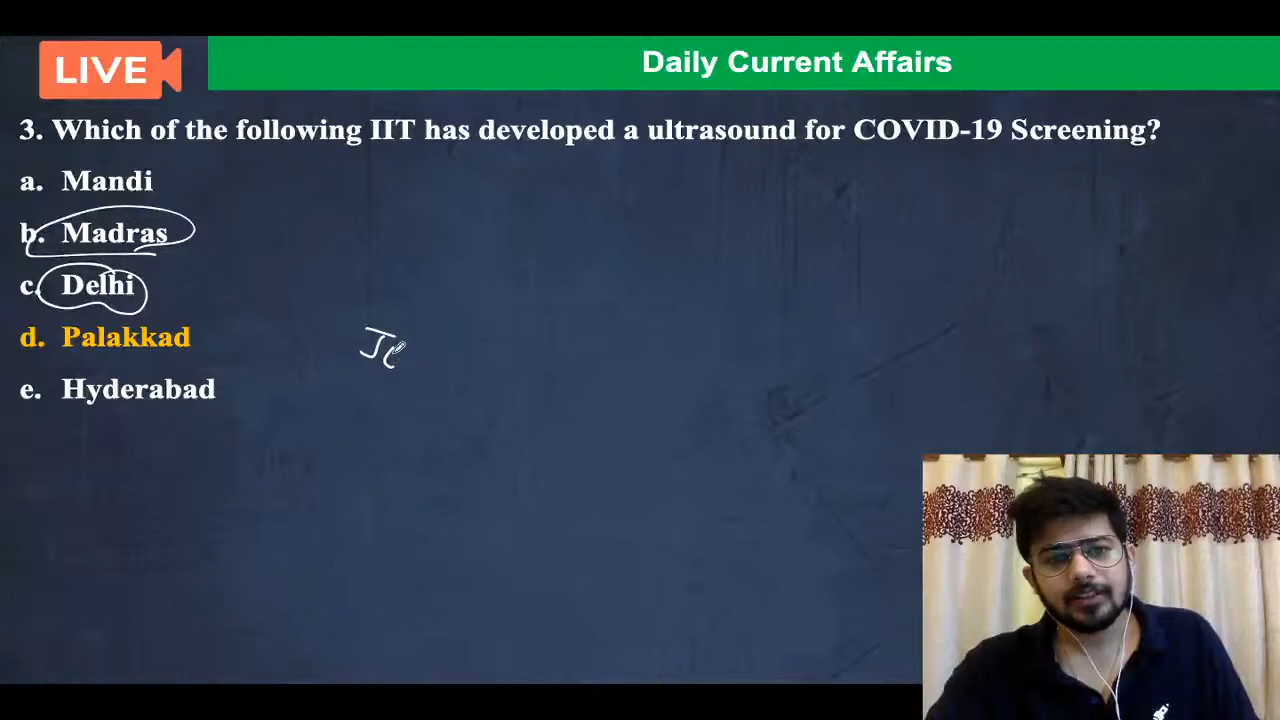 LIVE
Daily Current Affairs
3. Which of the following IIT has developed a ultrasound for COVID-19 Screening?
a. Mandi
b. Madras
c. Delhi
d. Palakkad
e. Hyderabad